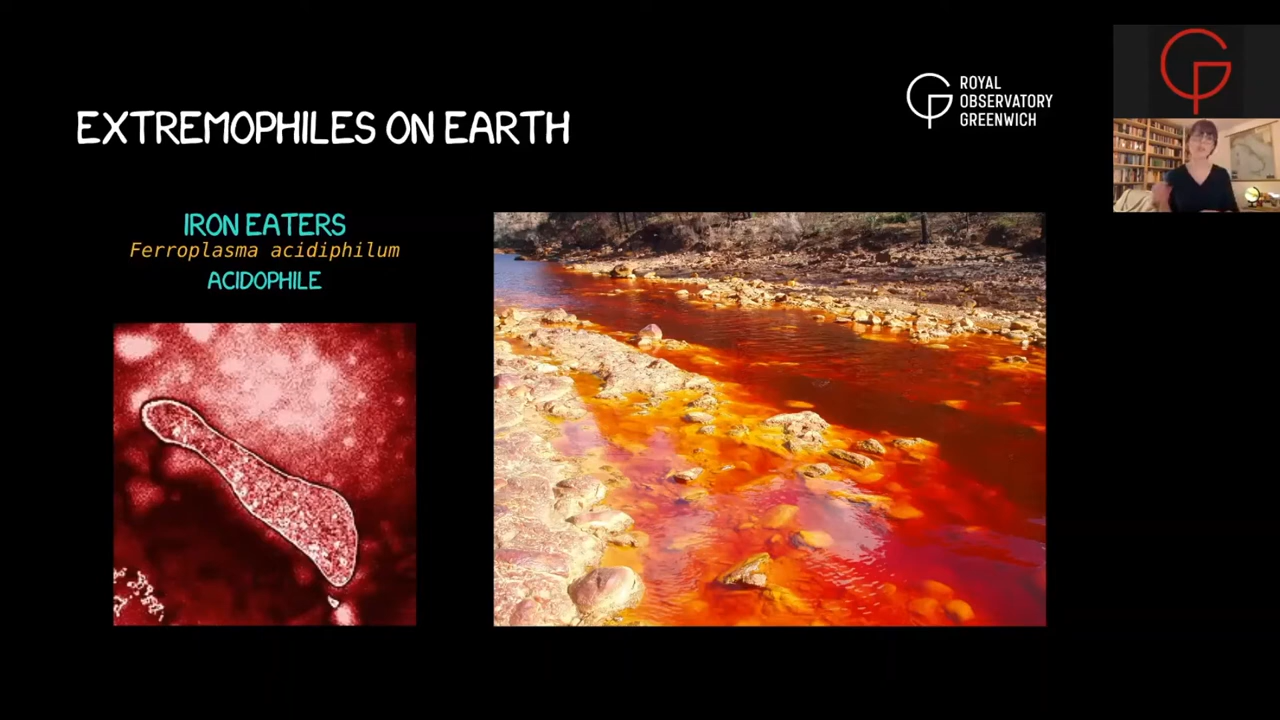 EXTREMOPHILES ON EARTH
ROYAL
OBSERVATORY
GREENWICH
IRON EATERS
Ferroplasma acidiphilum
ACIDOPHILE